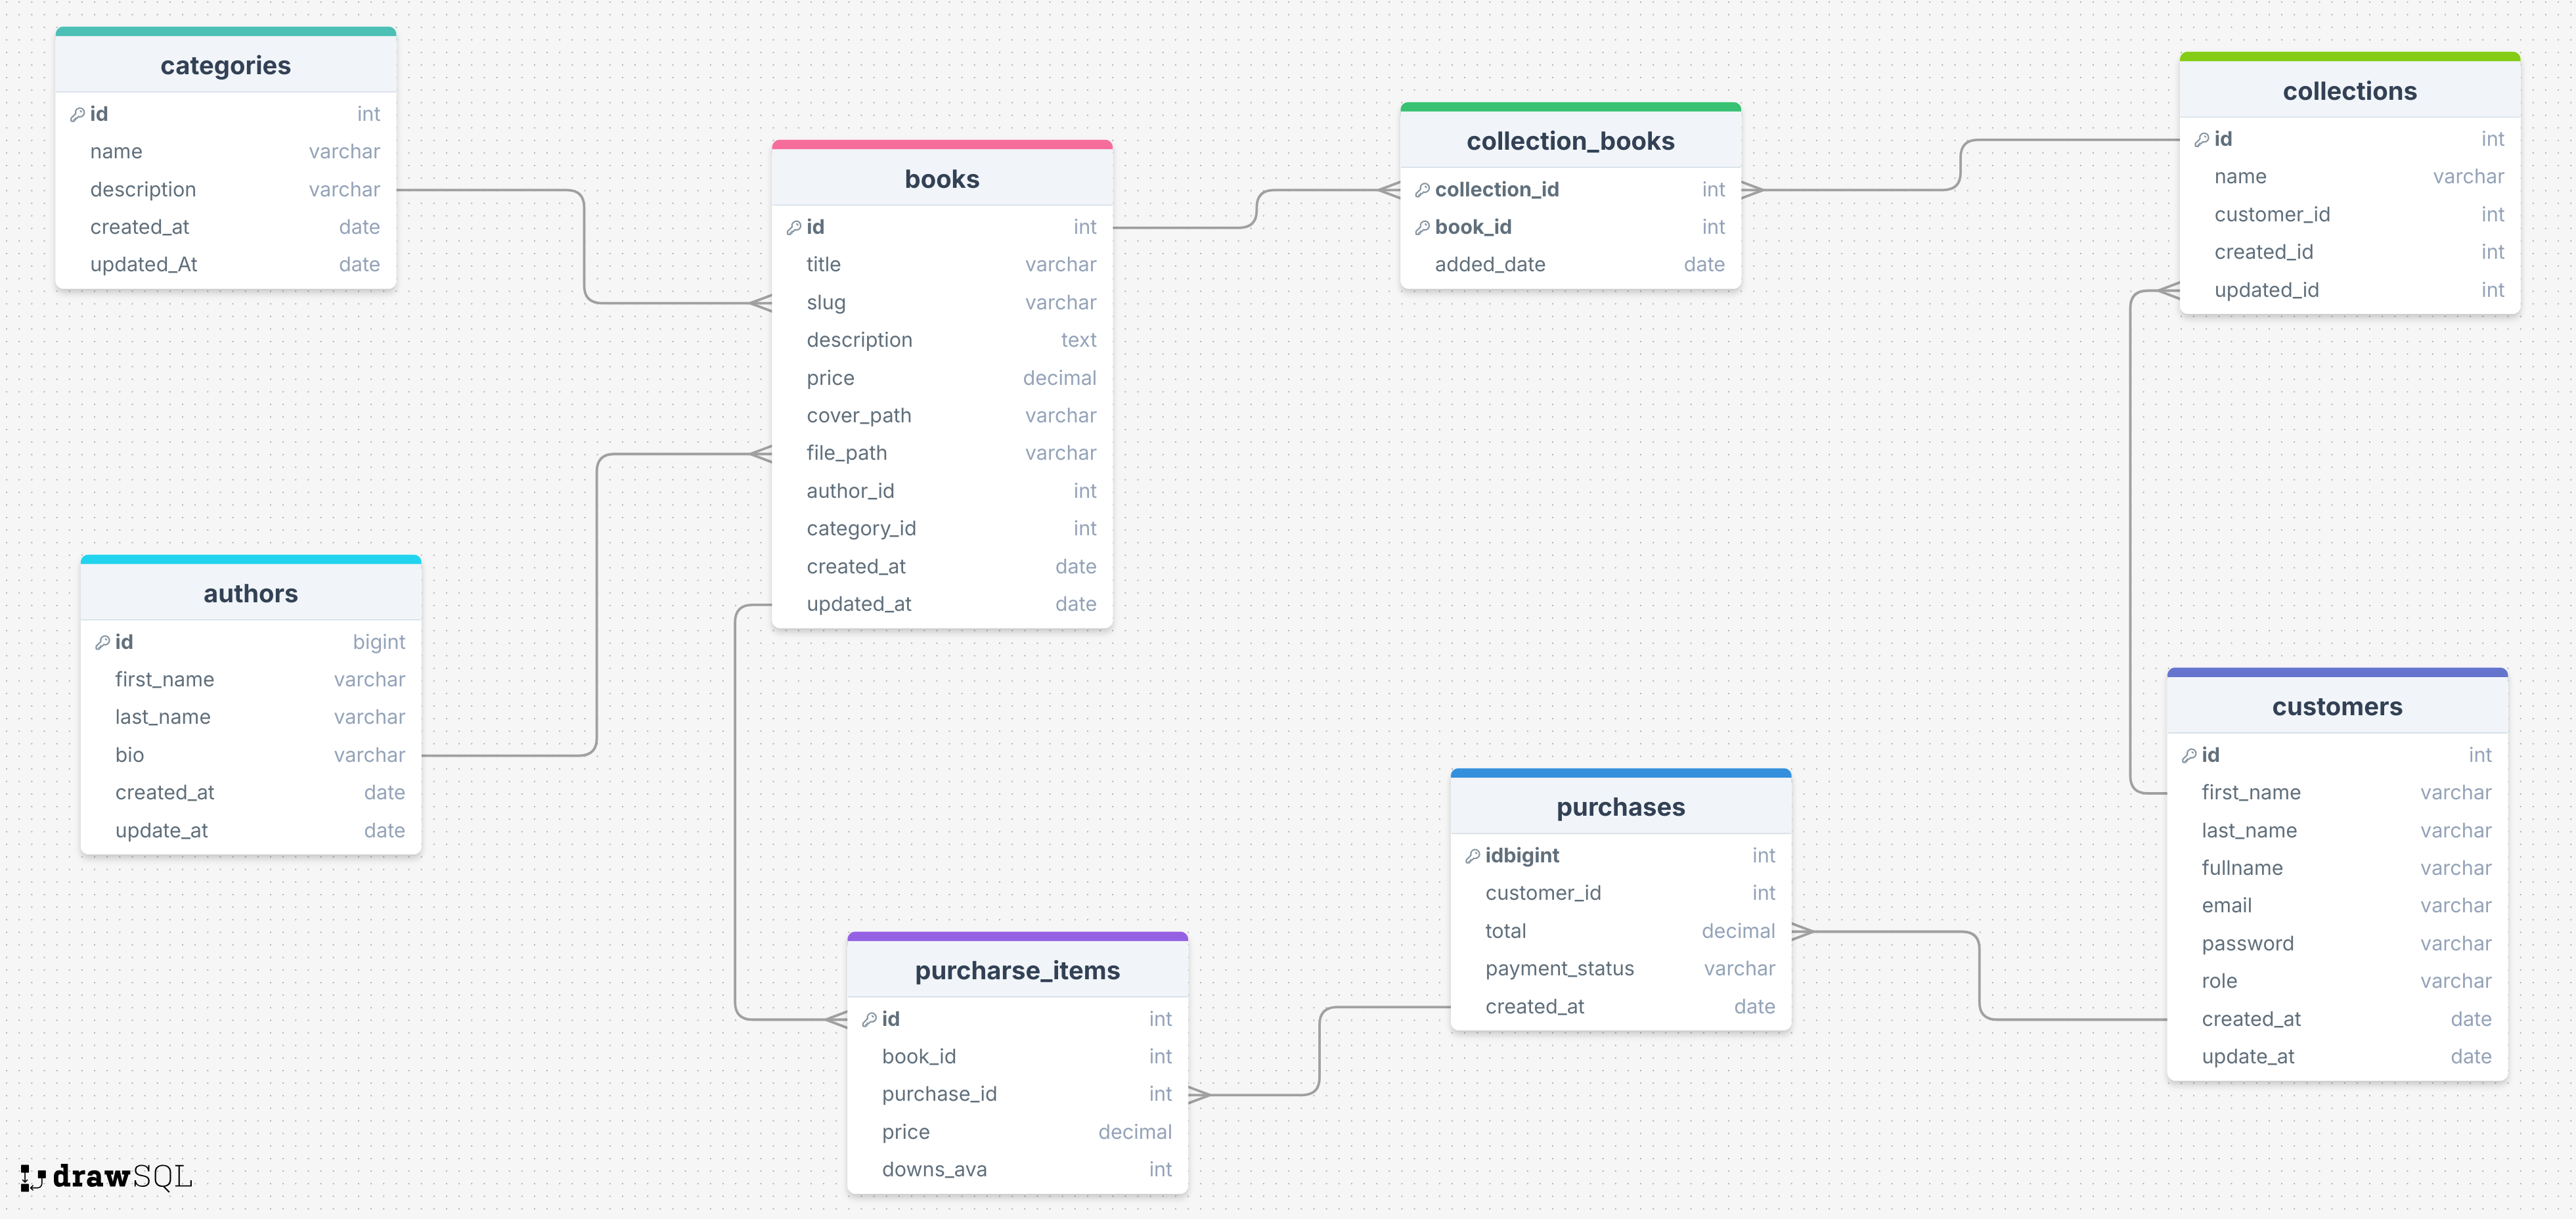 categories
id int
name varchar
description varchar
created_at date
updated_At date
books
id int
title varchar
slug varchar
description text
price decimal
cover_path varchar
file_path varchar
author_id int
category_id int
created_at date
updated_at date
collection_books
collection_id int
book_id int
added_date date
collections
id int
name varchar
customer_id int
created_id int
updated_id int
authors
id bigint
first_name varchar
last_name varchar
bio varchar
created_at date
update_at date
customers
id int
first_name varchar
last_name varchar
fullname varchar
email varchar
password varchar
role varchar
created_at date
update_at date
purchases
idbigint int
customer_id int
total decimal
payment_status varchar
created_at date
purcharse_items
id int
book_id int
purchase_id int
price decimal
downs_ava int
drawSQL